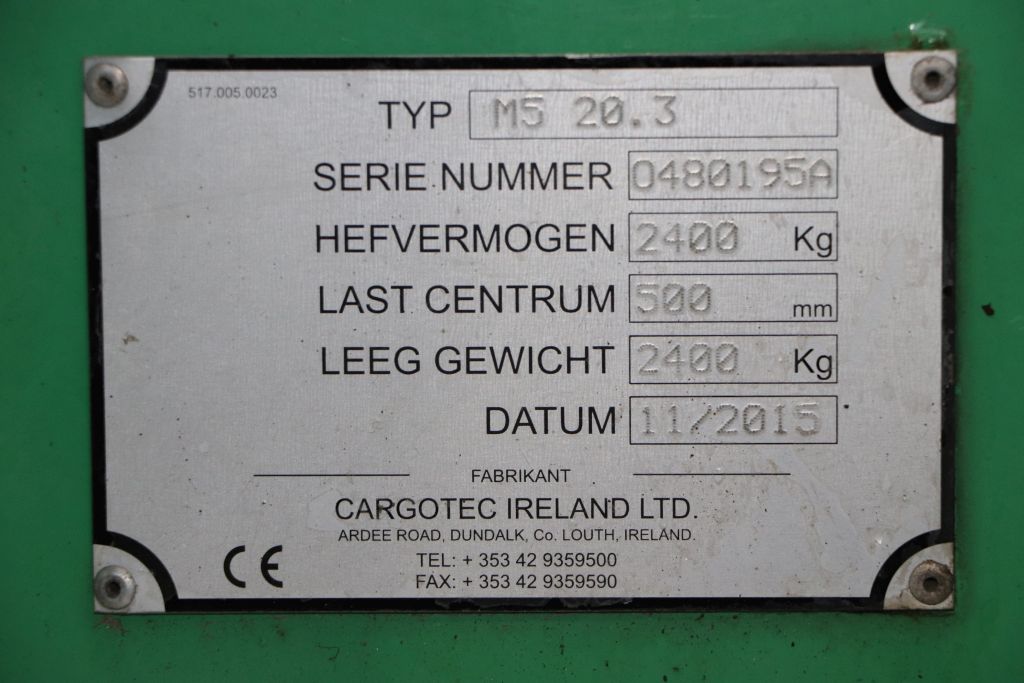 517.005.0023
TYP M5 20.3
SERIE NUMMER 0480195A
HEFVERMOGEN 2400 Kg
LAST CENTRUM 500 mm
LEEG GEWICHT 2400 Kg
DATUM 11/2015
FABRIKANT
CARGOTEC IRELAND LTD.
ARDEE ROAD, DUNDALK, Co. LOUTH, IRELAND.
TEL: + 353 42 9359500
FAX: + 353 42 9359590
CE